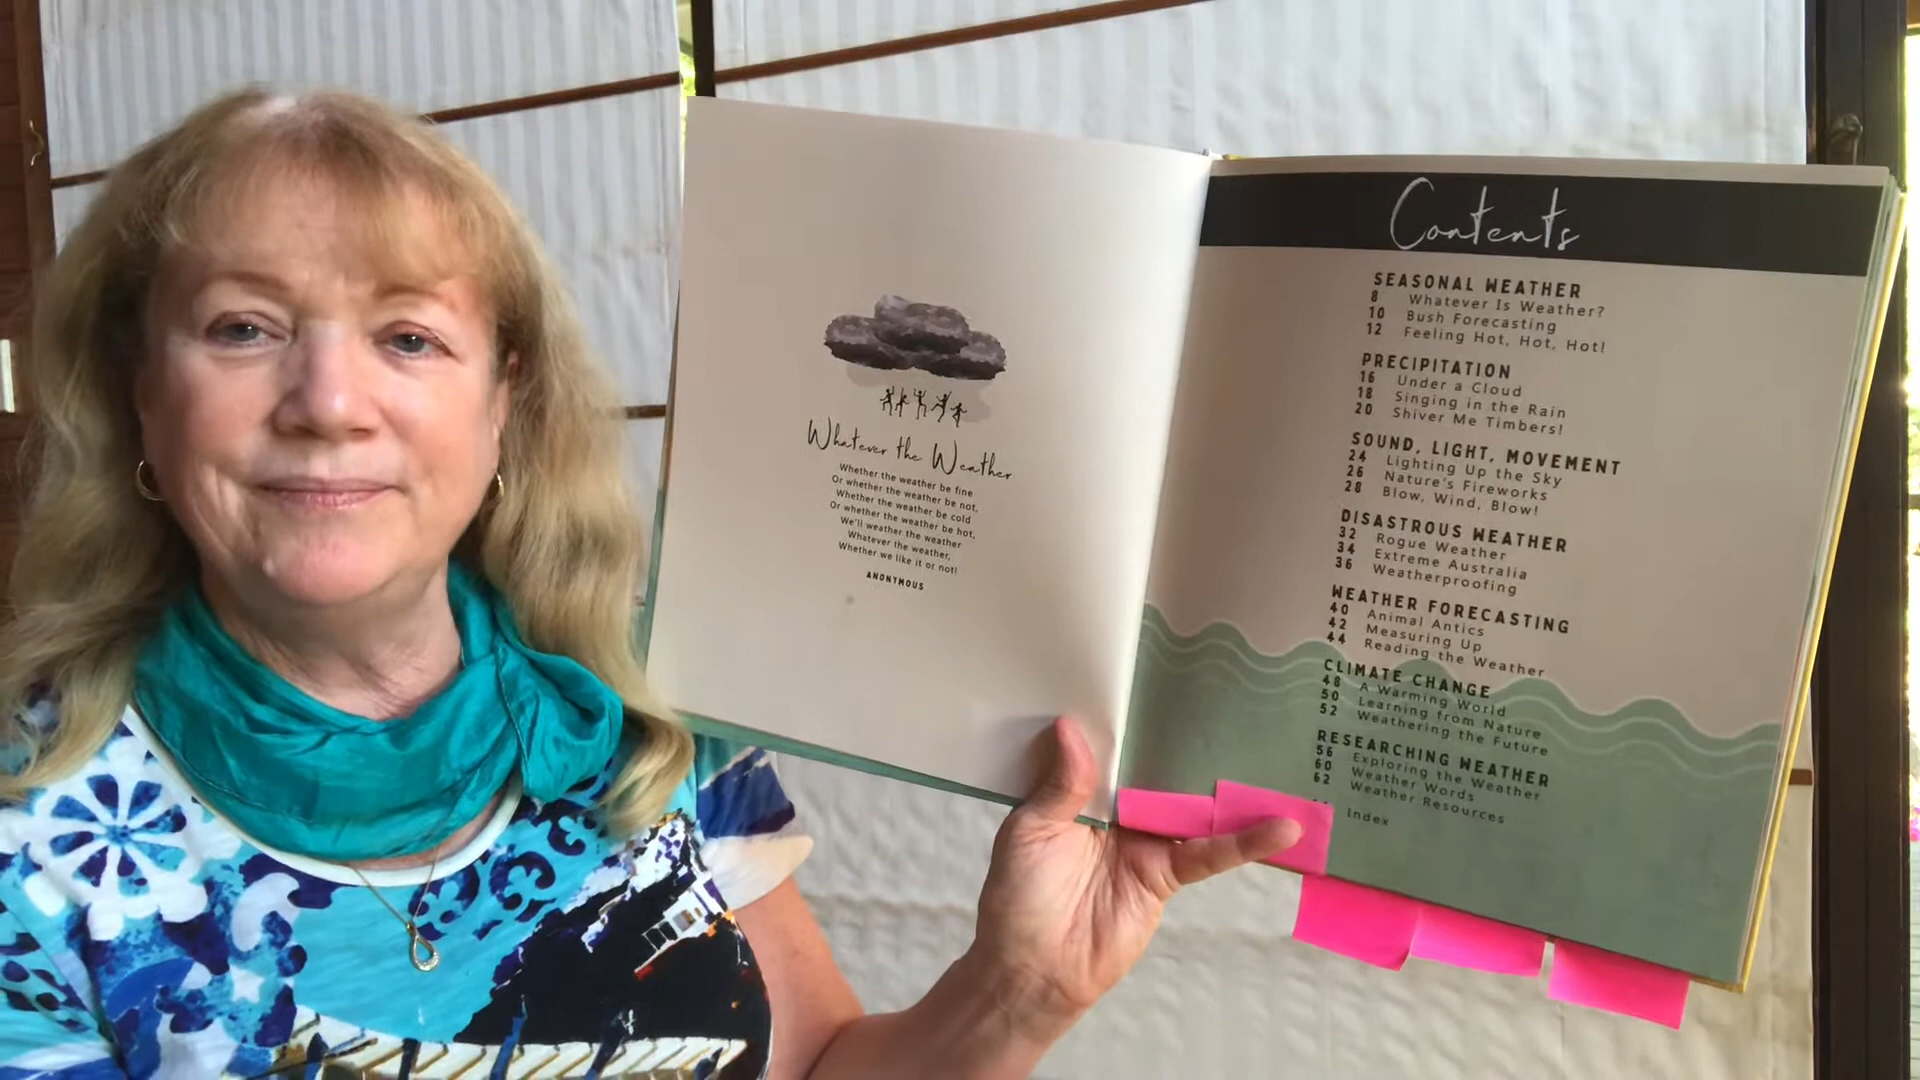 Whatever the Weather
Whether the weather be fine
Or whether the weather be not,
Whether the weather be cold
Or whether the weather be hot,
We'll weather the weather
Whatever the weather,
Whether we like it or not!
ANONYMOUS
Contents
SEASONAL WEATHER
8 Whatever Is Weather?
10 Bush Forecasting
12 Feeling Hot, Hot, Hot!
PRECIPITATION
16 Under a Cloud
18 Singing in the Rain
20 Shiver Me Timbers!
SOUND, LIGHT, MOVEMENT
24 Lighting Up the Sky
26 Nature's Fireworks
28 Blow, Wind, Blow!
DISASTROUS WEATHER
32 Rogue Weather
34 Extreme Australia
36 Weatherproofing
WEATHER FORECASTING
40 Animal Antics
42 Measuring Up
44 Reading the Weather
CLIMATE CHANGE
48 A Warming World
50 Learning from Nature
52 Weathering the Future
RESEARCHING WEATHER
56 Exploring the Weather
60 Weather Words
62 Weather Resources
Index